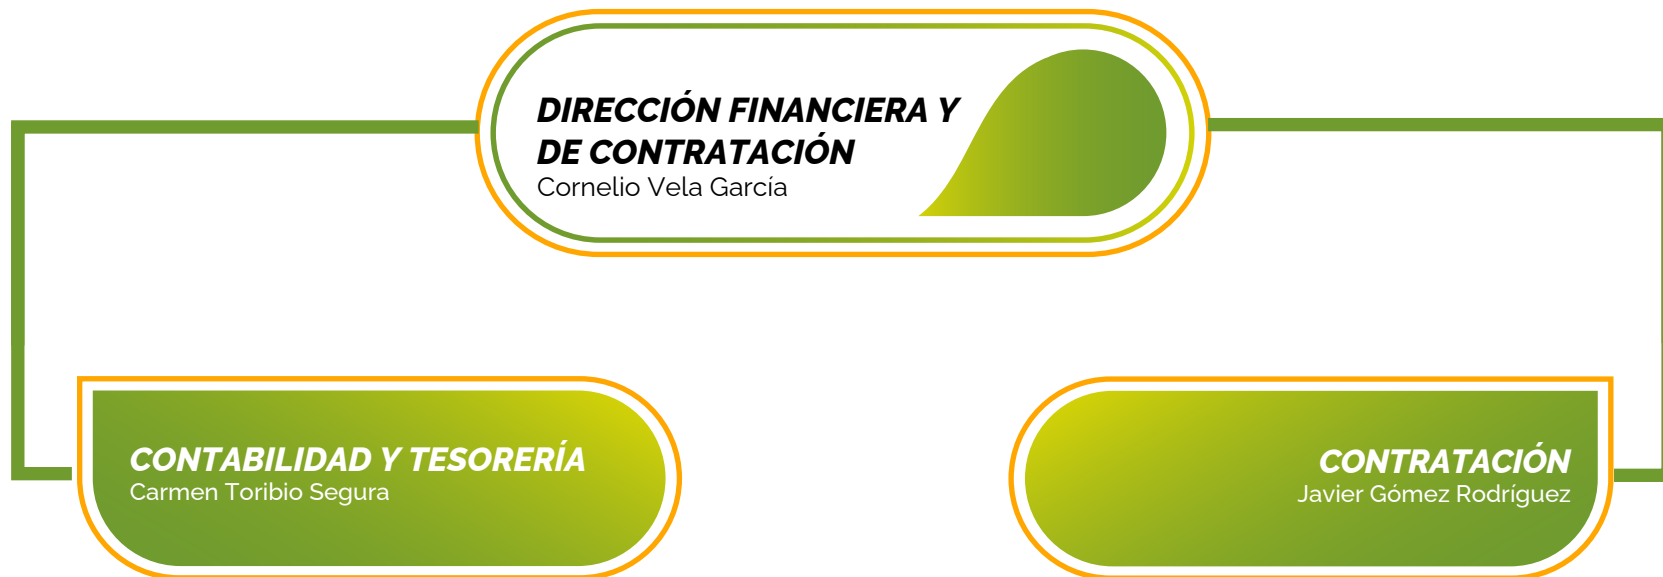 DIRECCIÓN FINANCIERA Y
DE CONTRATACIÓN
Cornelio Vela García
CONTABILIDAD Y TESORERÍA
Carmen Toribio Segura
CONTRATACIÓN
Javier Gómez Rodríguez